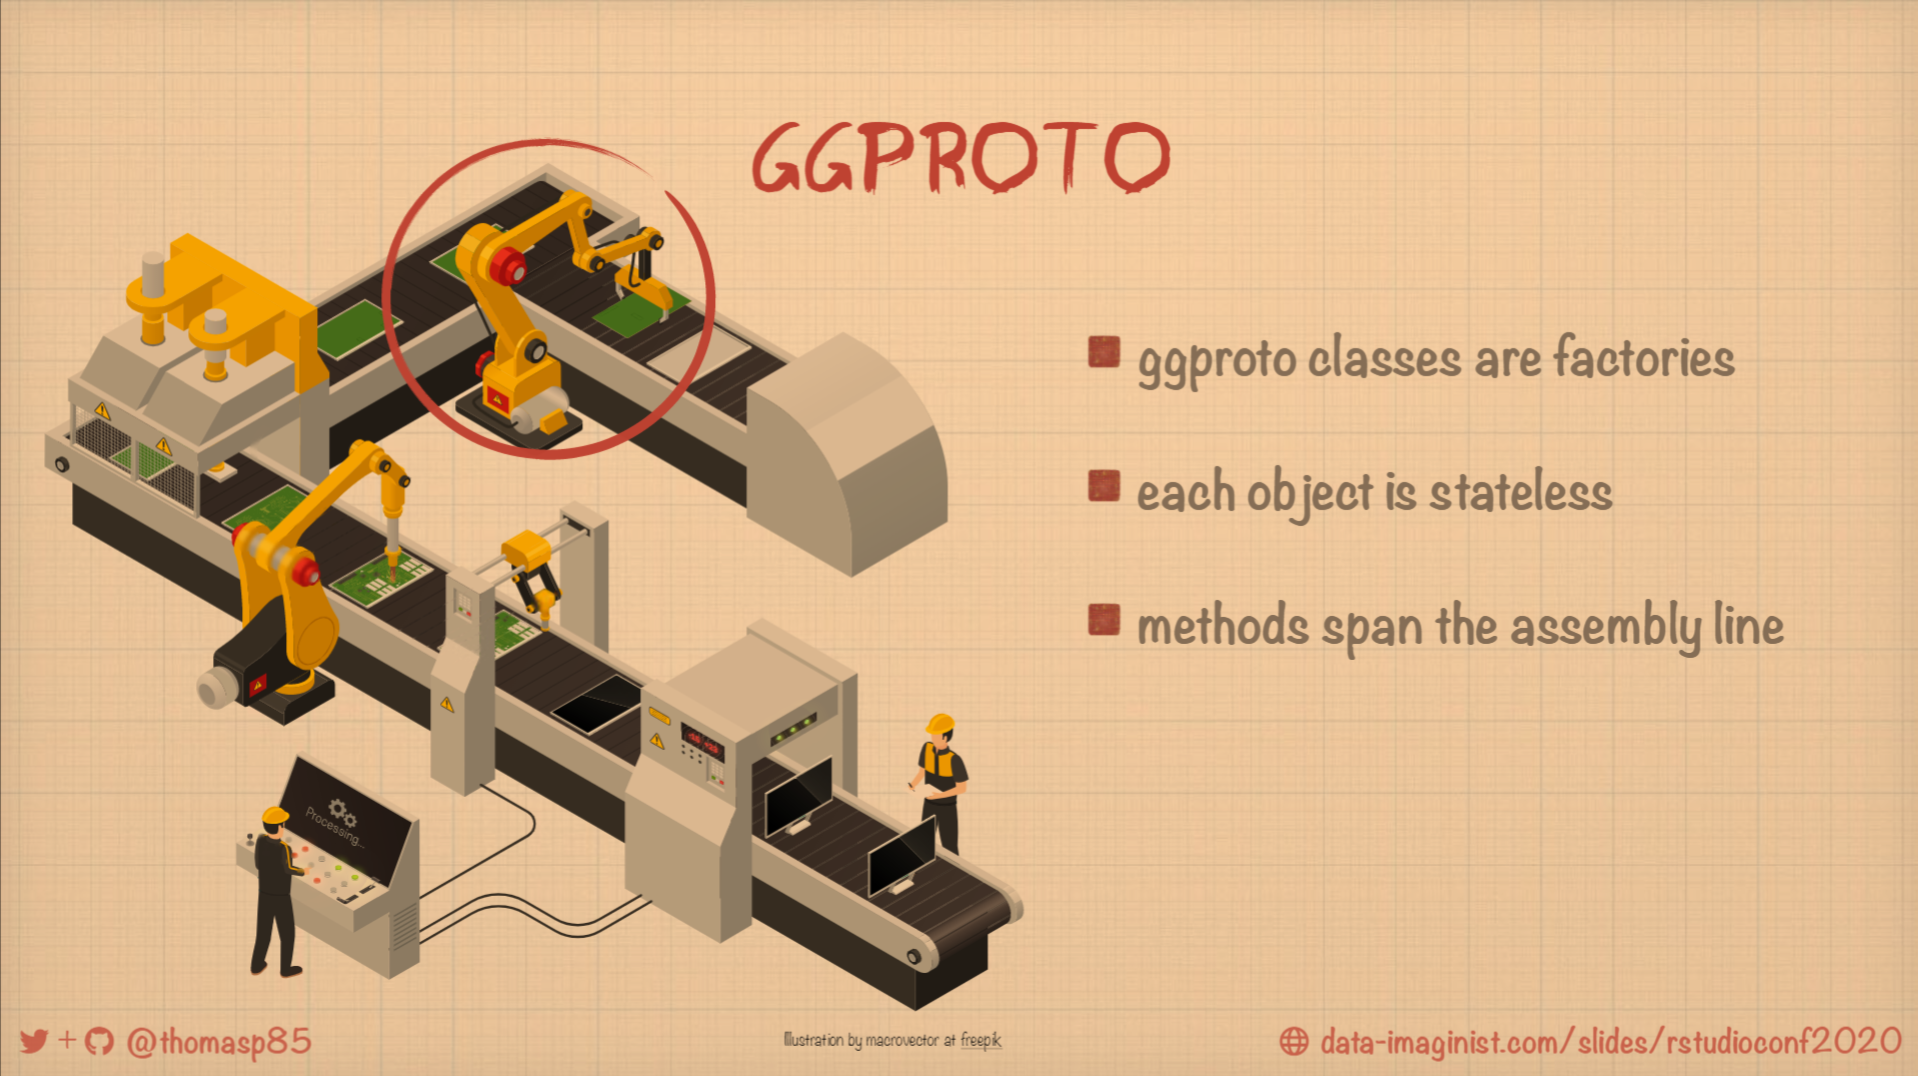 GGPROTO
ggproto classes are factories
each object is stateless
methods span the assembly line
Processing...
+ @thomasp85
Illustration by macrovector at freepik
data-imaginist.com/slides/rstudioconf2020